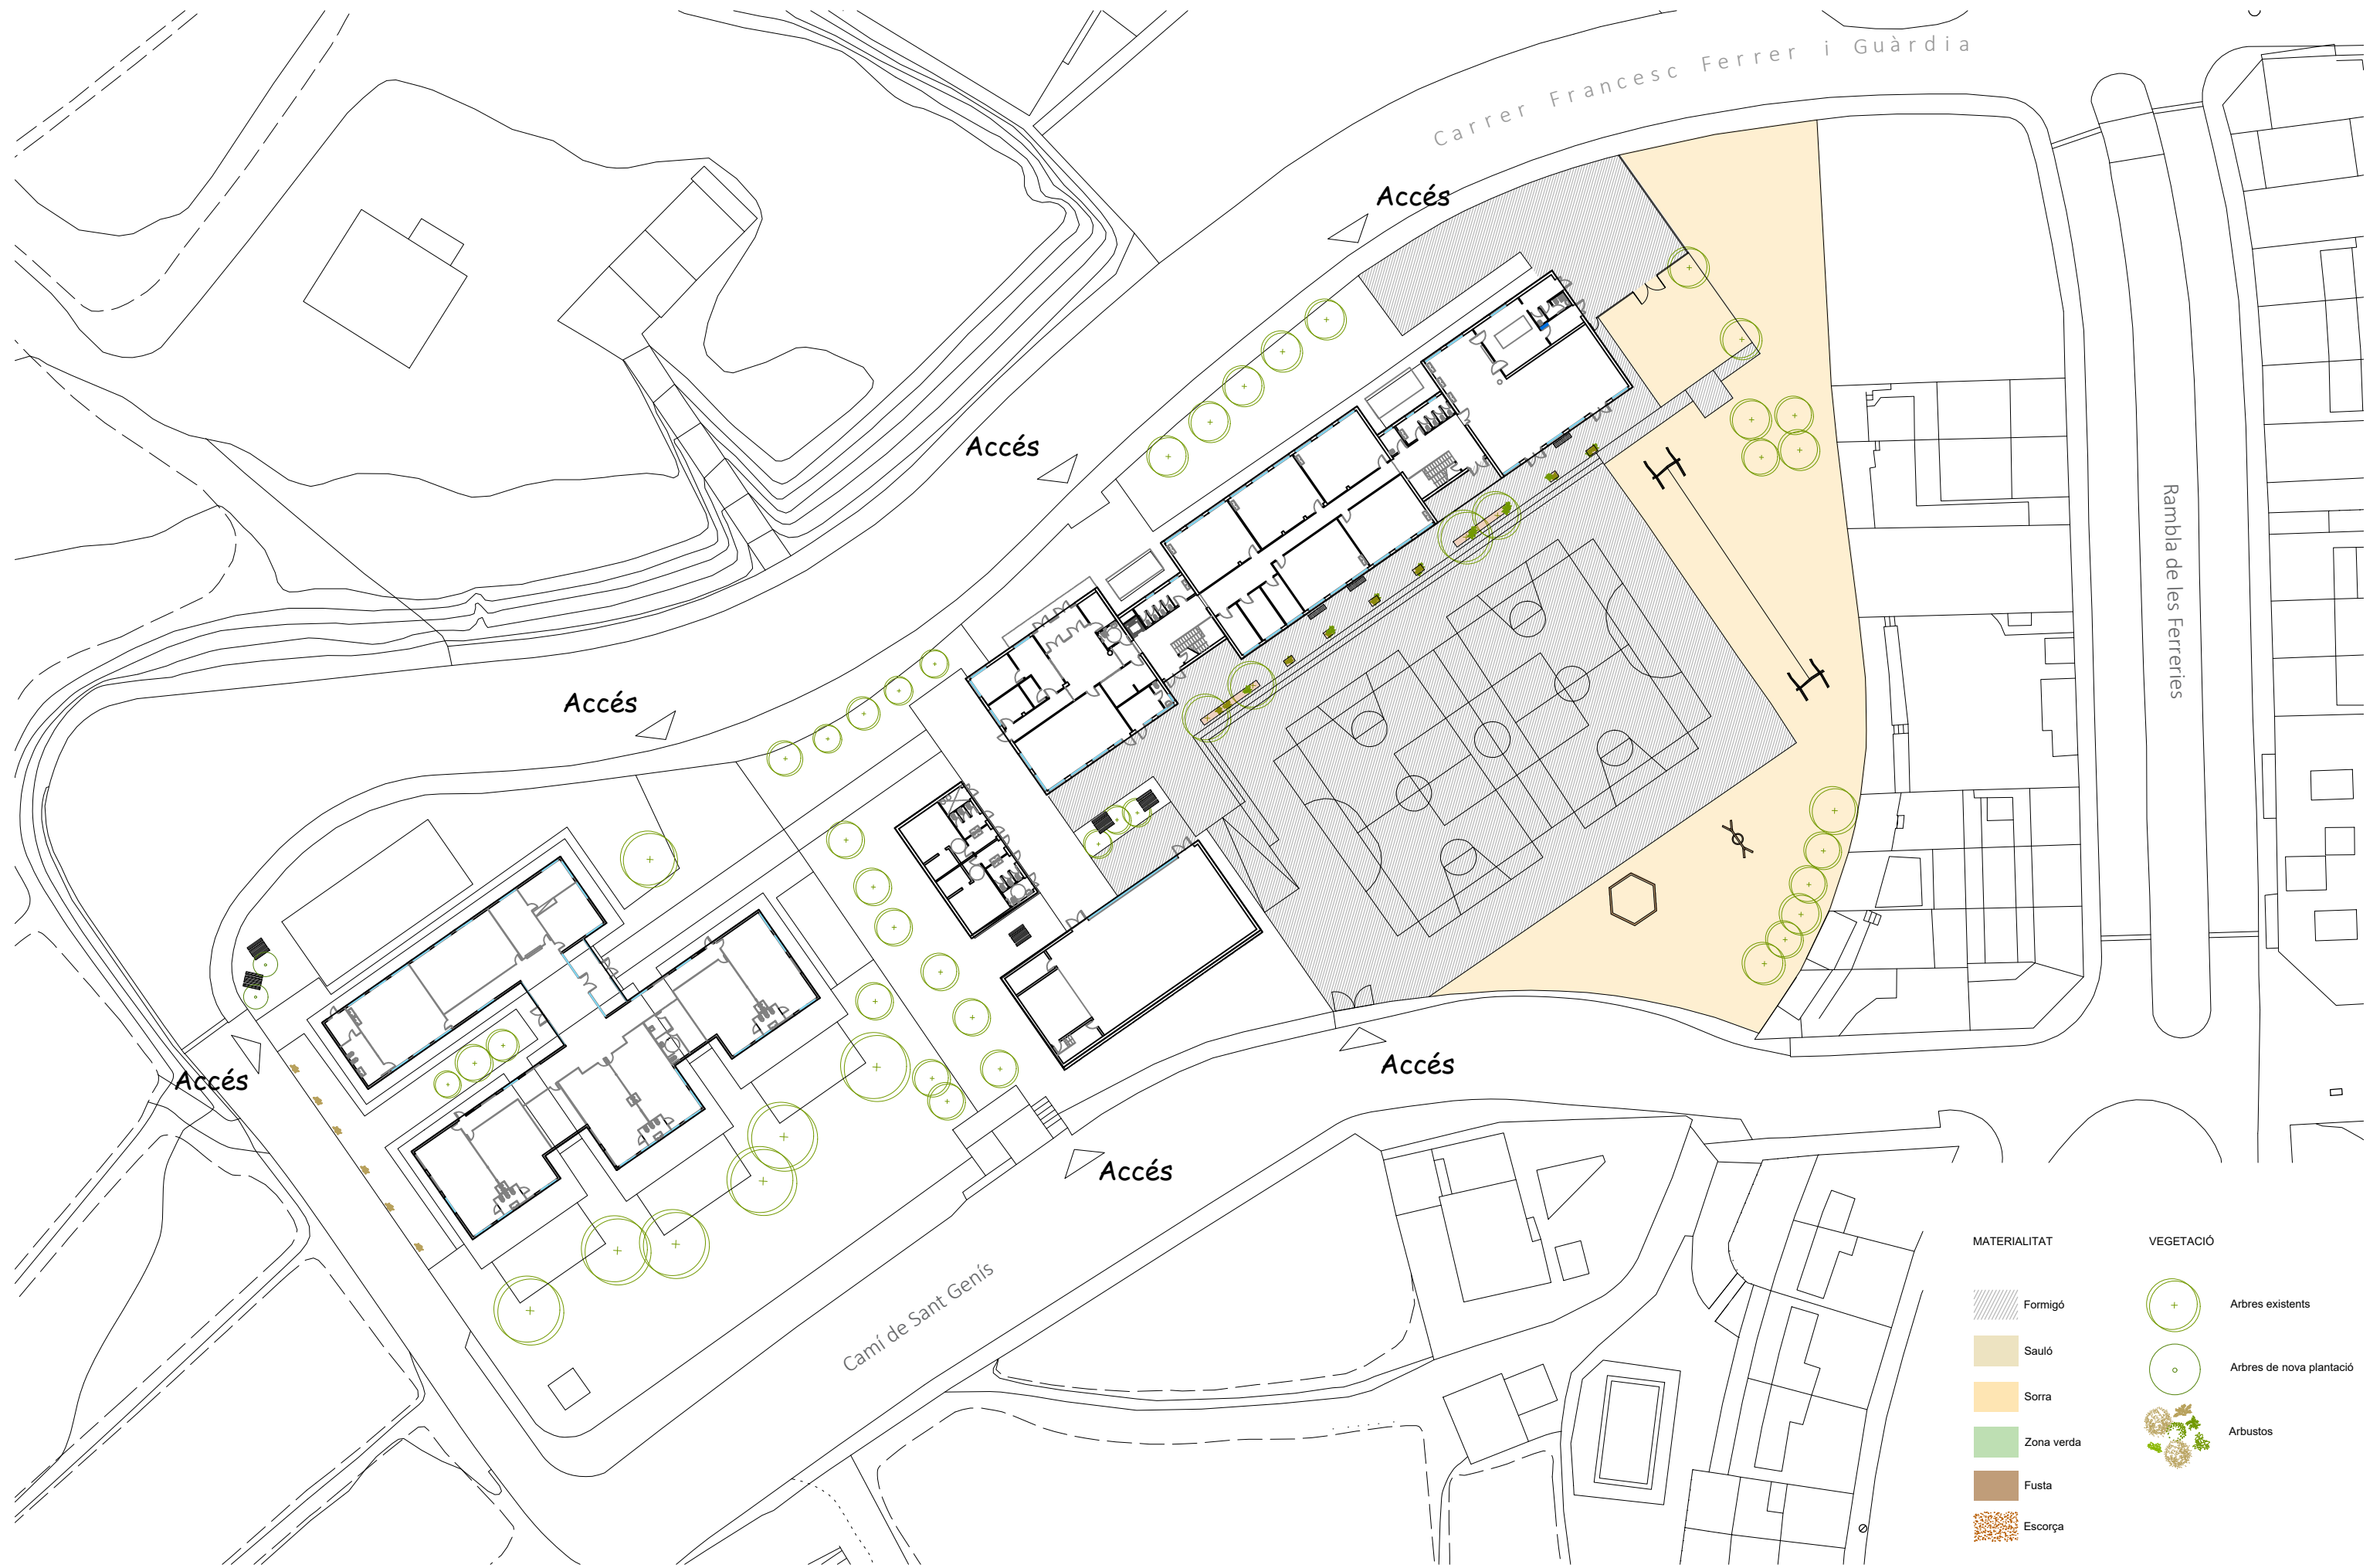 Carrer Francesc Ferrer i Guàrdia
Accés
Accés
Accés
Rambla de les Ferreries
Accés
Accés
Accés
Camí de Sant Genís
MATERIALITAT
Formigó
Sauló
Sorra
Zona verda
Fusta
Escorça
VEGETACIÓ
Arbres existents
Arbres de nova plantació
Arbustos